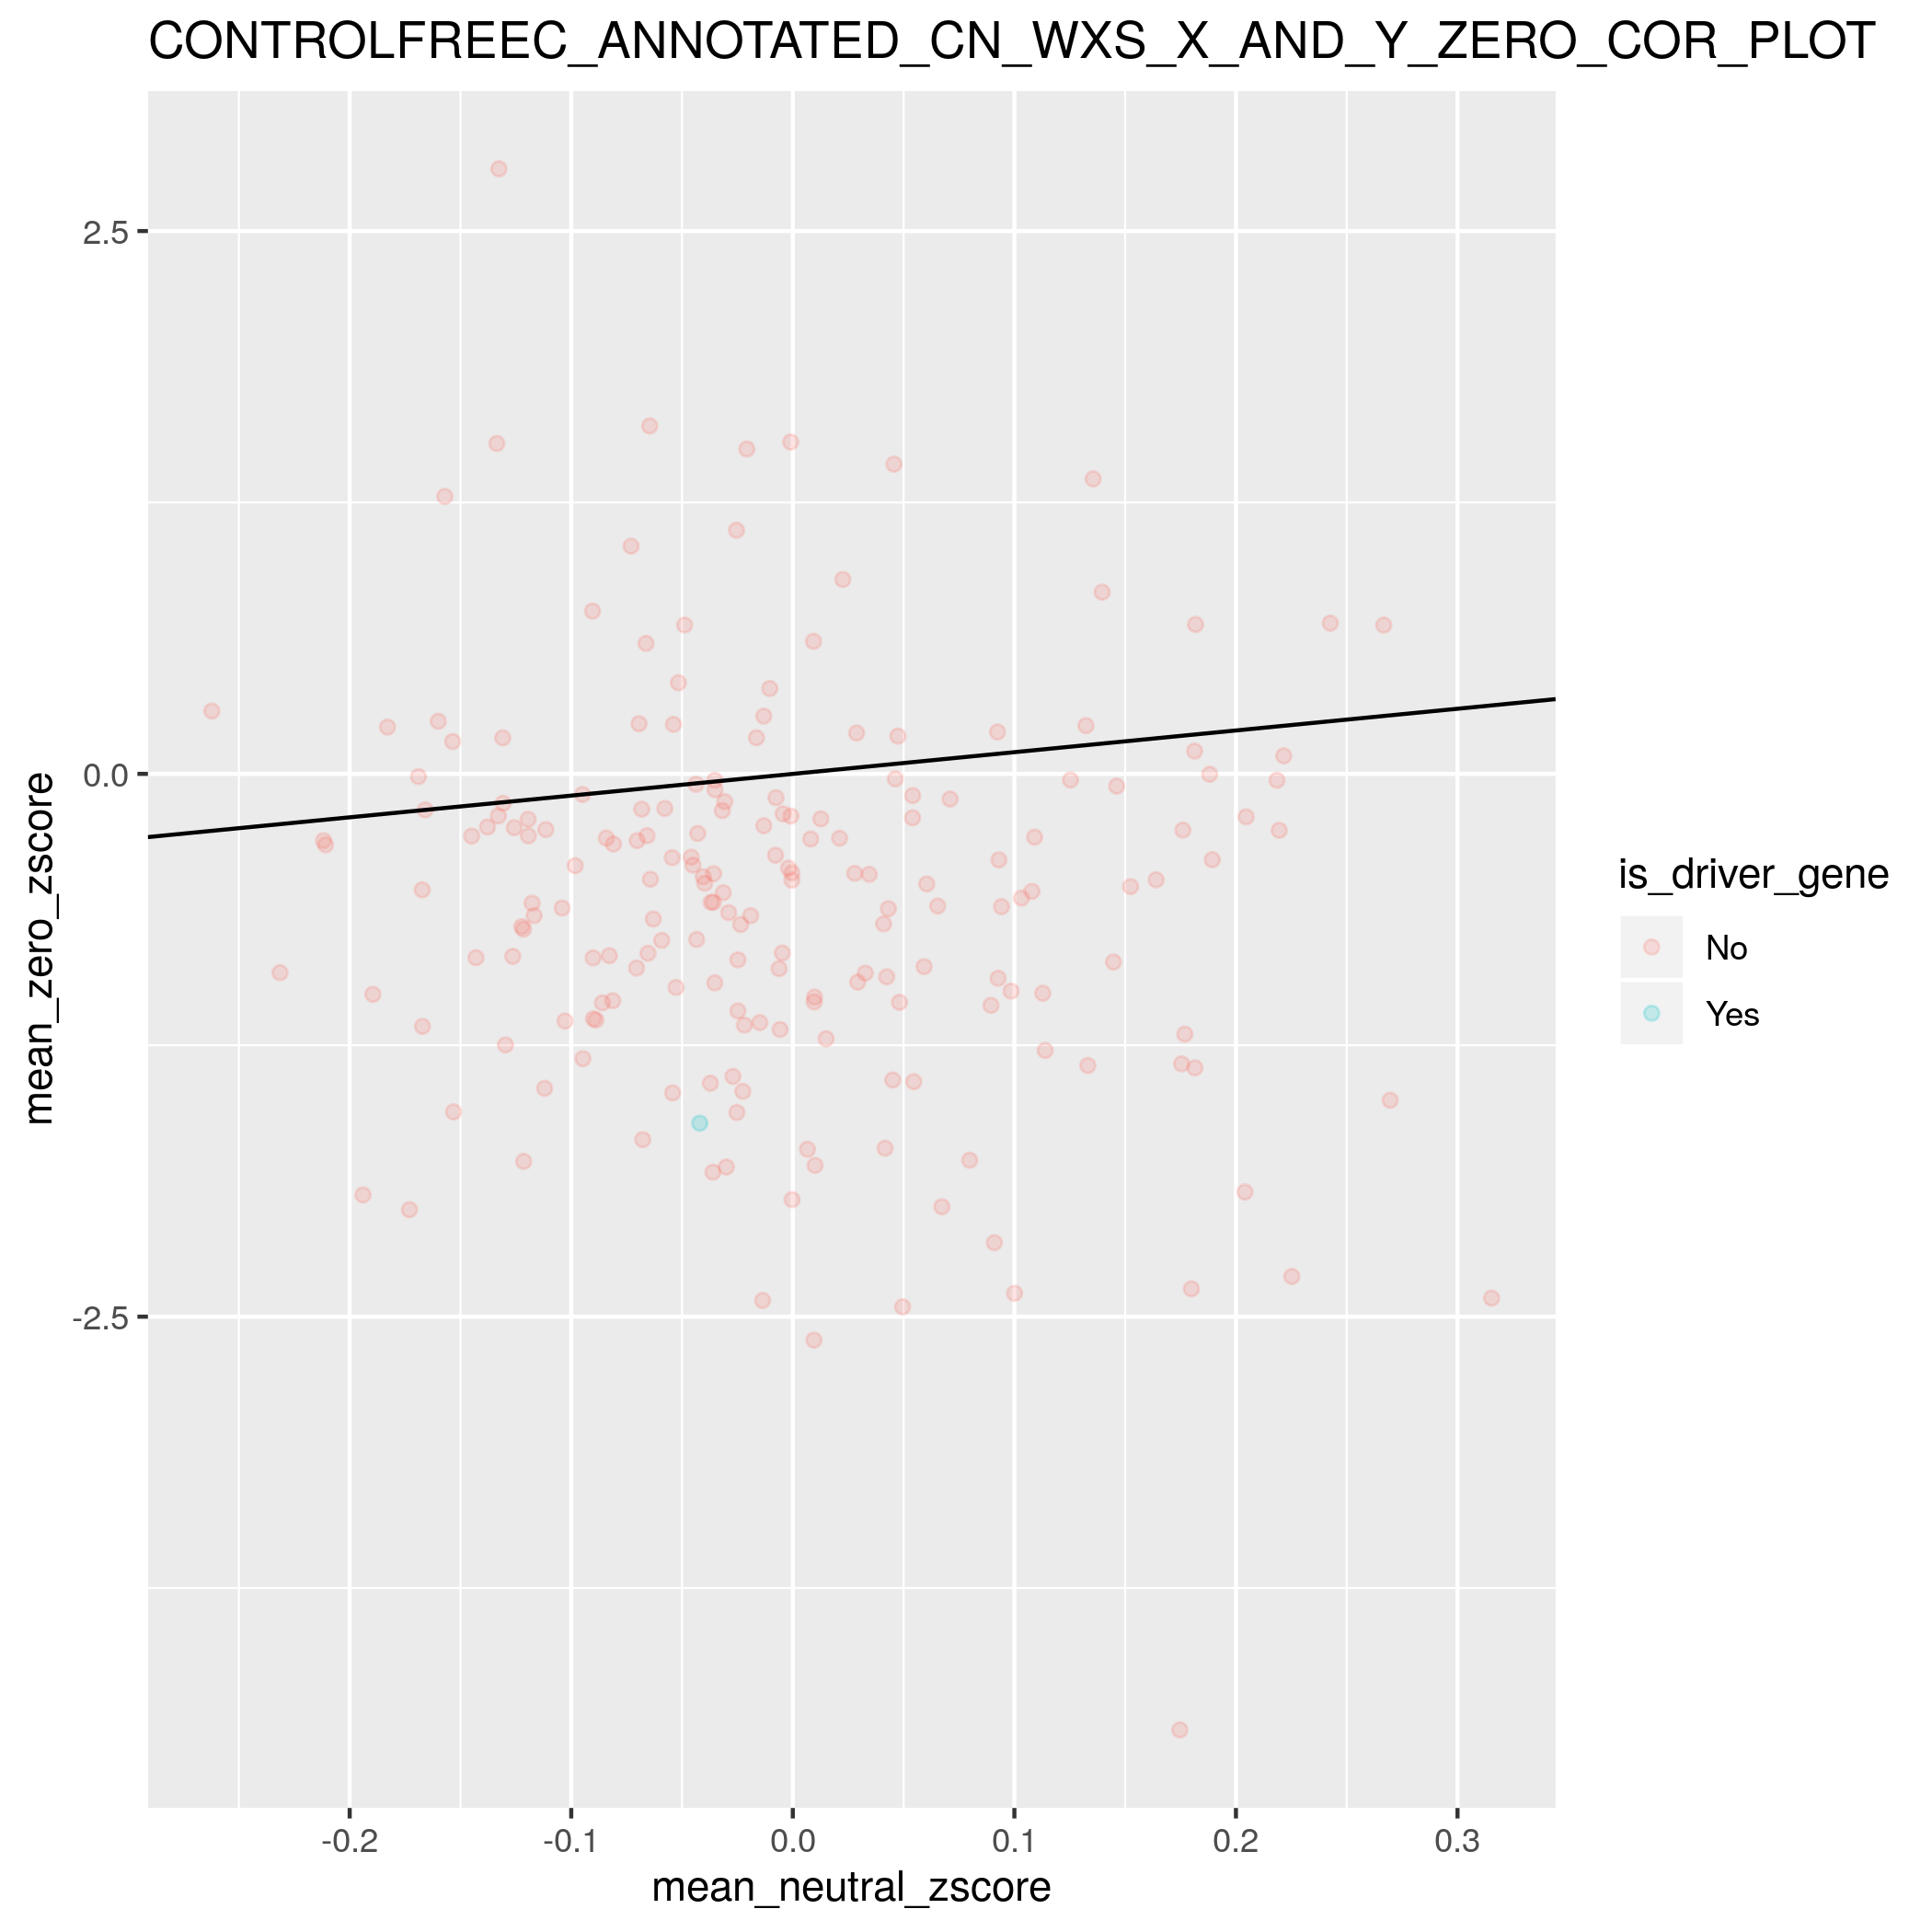 CONTROLFREEC_ANNOTATED_CN_WXS_X_AND_Y_ZERO_COR_PLOT
2.5
0.0
-2.5
mean_zero_zscore
-0.2
-0.1
0.0
0.1
0.2
0.3
mean_neutral_zscore
is_driver_gene
No
Yes